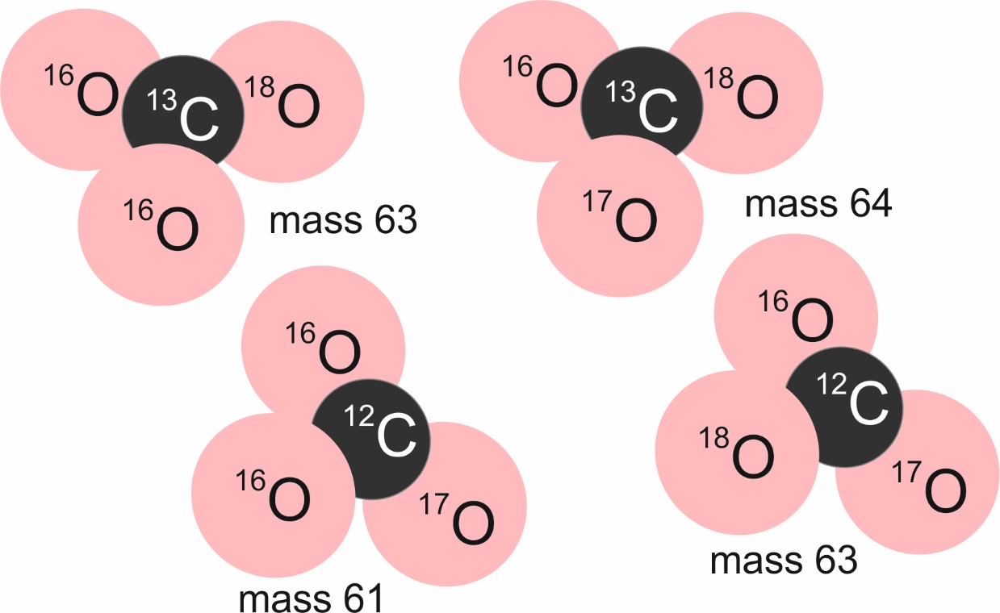 ¹⁶O ¹³C ¹⁸O
¹⁶O
mass 63
¹⁶O ¹³C ¹⁸O
¹⁷O
mass 64
¹⁶O
¹²C
¹⁶O
¹⁷O
mass 61
¹⁶O
¹²C
¹⁸O
¹⁷O
mass 63